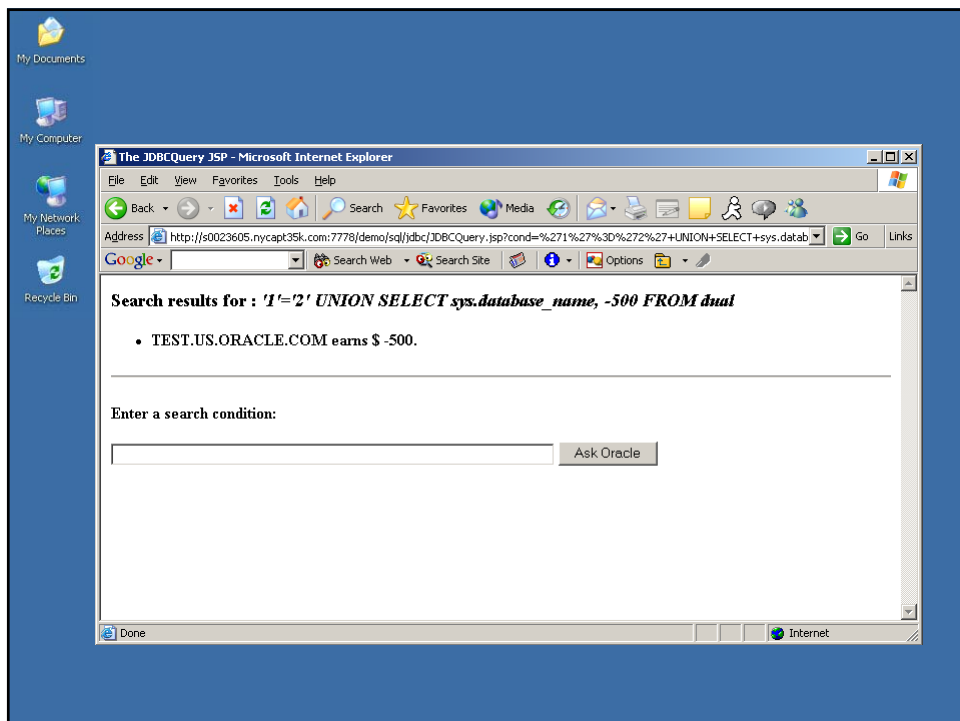 My Documents
My Computer
My Network
Places
Recycle Bin
The JDBCQuery JSP - Microsoft Internet Explorer
File Edit View Favorites Tools Help
Back Search Favorites Media
Address http://s0023605.nycapt35k.com:7778/demo/sql/jdbc/JDBCQuery.jsp?cond=%271%27%3D%272%27+UNION+SELECT+sys.datab Go Links
Google Search Web Search Site Options
Search results for : '1'='2' UNION SELECT sys.database_name, -500 FROM dual
• TEST.US.ORACLE.COM earns $ -500.
Enter a search condition:
Ask Oracle
Done Internet